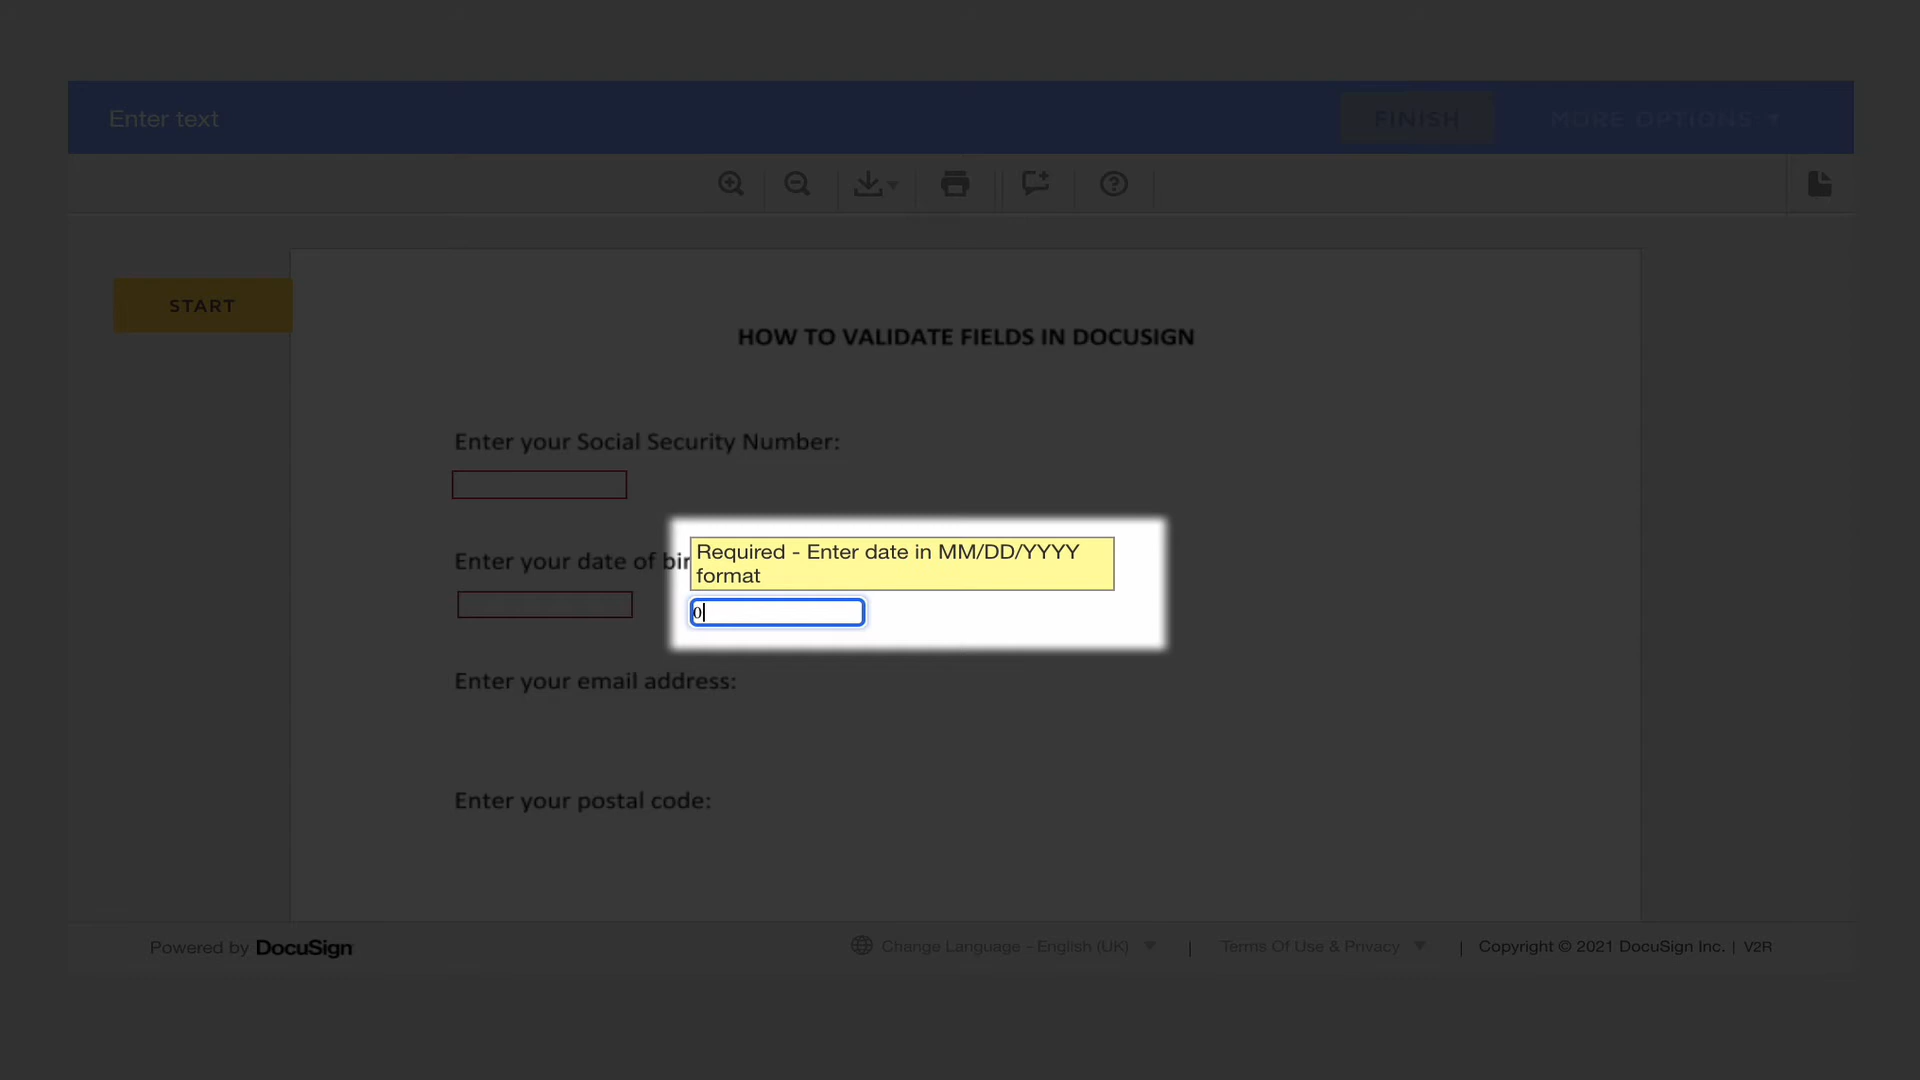 Enter text
FINISH
MORE OPTIONS
START
HOW TO VALIDATE FIELDS IN DOCUSIGN
Enter your Social Security Number:
Enter your date of bir
Required - Enter date in MM/DD/YYYY
format
0
Enter your email address:
Enter your postal code:
Powered by DocuSign
Change Language - English (UK) | Terms Of Use & Privacy | Copyright © 2021 DocuSign Inc. | V2R